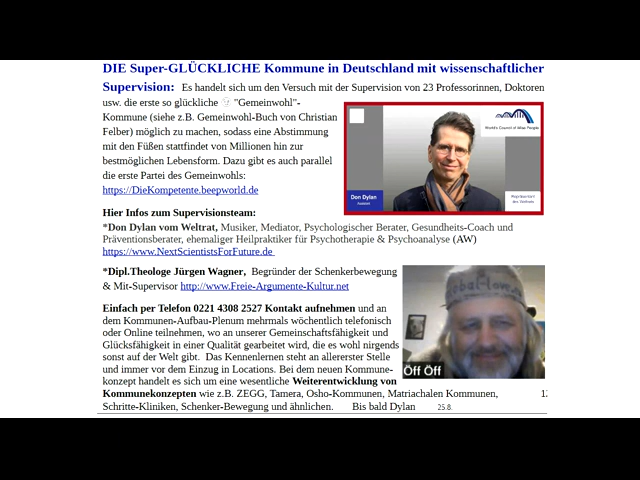 DIE Super-GLÜCKLICHE Kommune in Deutschland mit wissenschaftlicher
Supervision: Es handelt sich um den Versuch mit der Supervision von 23 Professorinnen, Doktoren
usw. die erste so glückliche "Gemeinwohl"-
Kommune (siehe z.B. Gemeinwohl-Buch von Christian
Felber) möglich zu machen, sodass eine Abstimmung
mit den Füßen stattfindet von Millionen hin zur
bestmöglichen Lebensform. Dazu gibt es auch parallel
die erste Partei des Gemeinwohls:
https://DieKompetente.beepworld.de
World's Council of Wise People
Don Dylan
Repräsentant
des Weltrats
Hier Infos zum Supervisionsteam:
*Don Dylan vom Weltrat, Musiker, Mediator, Psychologischer Berater, Gesundheits-Coach und
Präventionsberater, ehemaliger Heilpraktiker für Psychotherapie & Psychoanalyse (AW)
https://www.NextScientistsForFuture.de
*Dipl.Theologe Jürgen Wagner, Begründer der Schenkerbewegung
& Mit-Supervisor http://www.Freie-Argumente-Kultur.net
Einfach per Telefon 0221 4308 2527 Kontakt aufnehmen und an
dem Kommunen-Aufbau-Plenum mehrmals wöchentlich telefonisch
oder Online teilnehmen, wo an unserer Gemeinschaftsfähigkeit und
Glücksfähigkeit in einer Qualität gearbeitet wird, die es wohl nirgends
sonst auf der Welt gibt. Das Kennenlernen steht an allererster Stelle
und immer vor dem Einzug in Locations. Bei dem neuen Kommune-
konzept handelt es sich um eine wesentliche Weiterentwicklung von
Kommunekonzepten wie z.B. ZEGG, Tamera, Osho-Kommunen, Matriachalen Kommunen,
Schritte-Kliniken, Schenker-Bewegung und ähnlichen. Bis bald Dylan 25.8.
Öff Öff